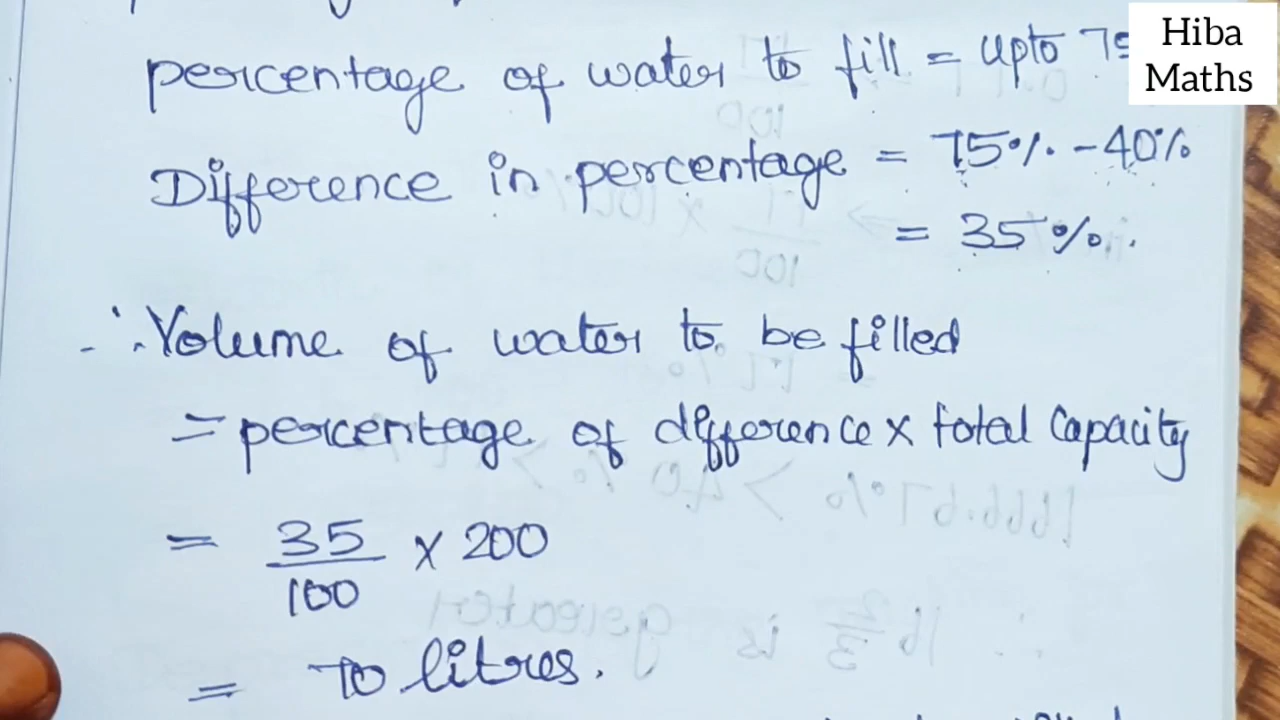 percentage of water to fill = upto 75
Hiba
Maths
Difference in percentage = 75% - 40%
= 35%.
∴ Volume of water to be filled
= percentage of difference x total capacity
= 35/100 x 200
= 70 litres.